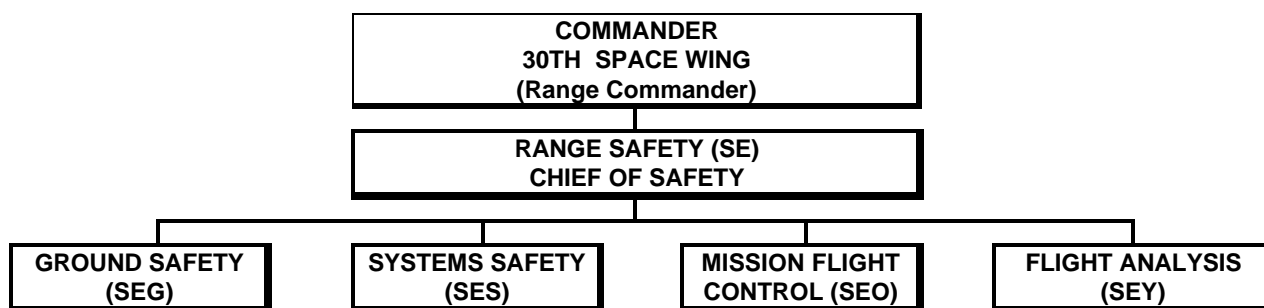 COMMANDER
30TH SPACE WING
(Range Commander)
RANGE SAFETY (SE)
CHIEF OF SAFETY
GROUND SAFETY
(SEG)
SYSTEMS SAFETY
(SES)
MISSION FLIGHT
CONTROL (SEO)
FLIGHT ANALYSIS
(SEY)